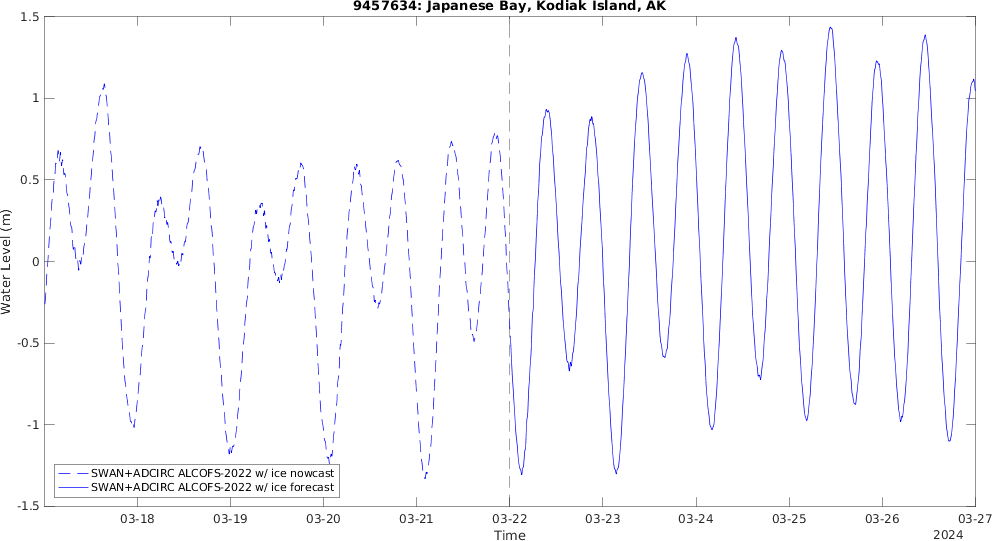 9457634: Japanese Bay, Kodiak Island, AK
1.5
1
0.5
0
-0.5
-1
-1.5
Water Level (m)
SWAN+ADCIRC ALCOFS-2022 w/ ice nowcast
SWAN+ADCIRC ALCOFS-2022 w/ ice forecast
03-18 03-19 03-20 03-21 03-22 03-23 03-24 03-25 03-26 03-27
Time
2024